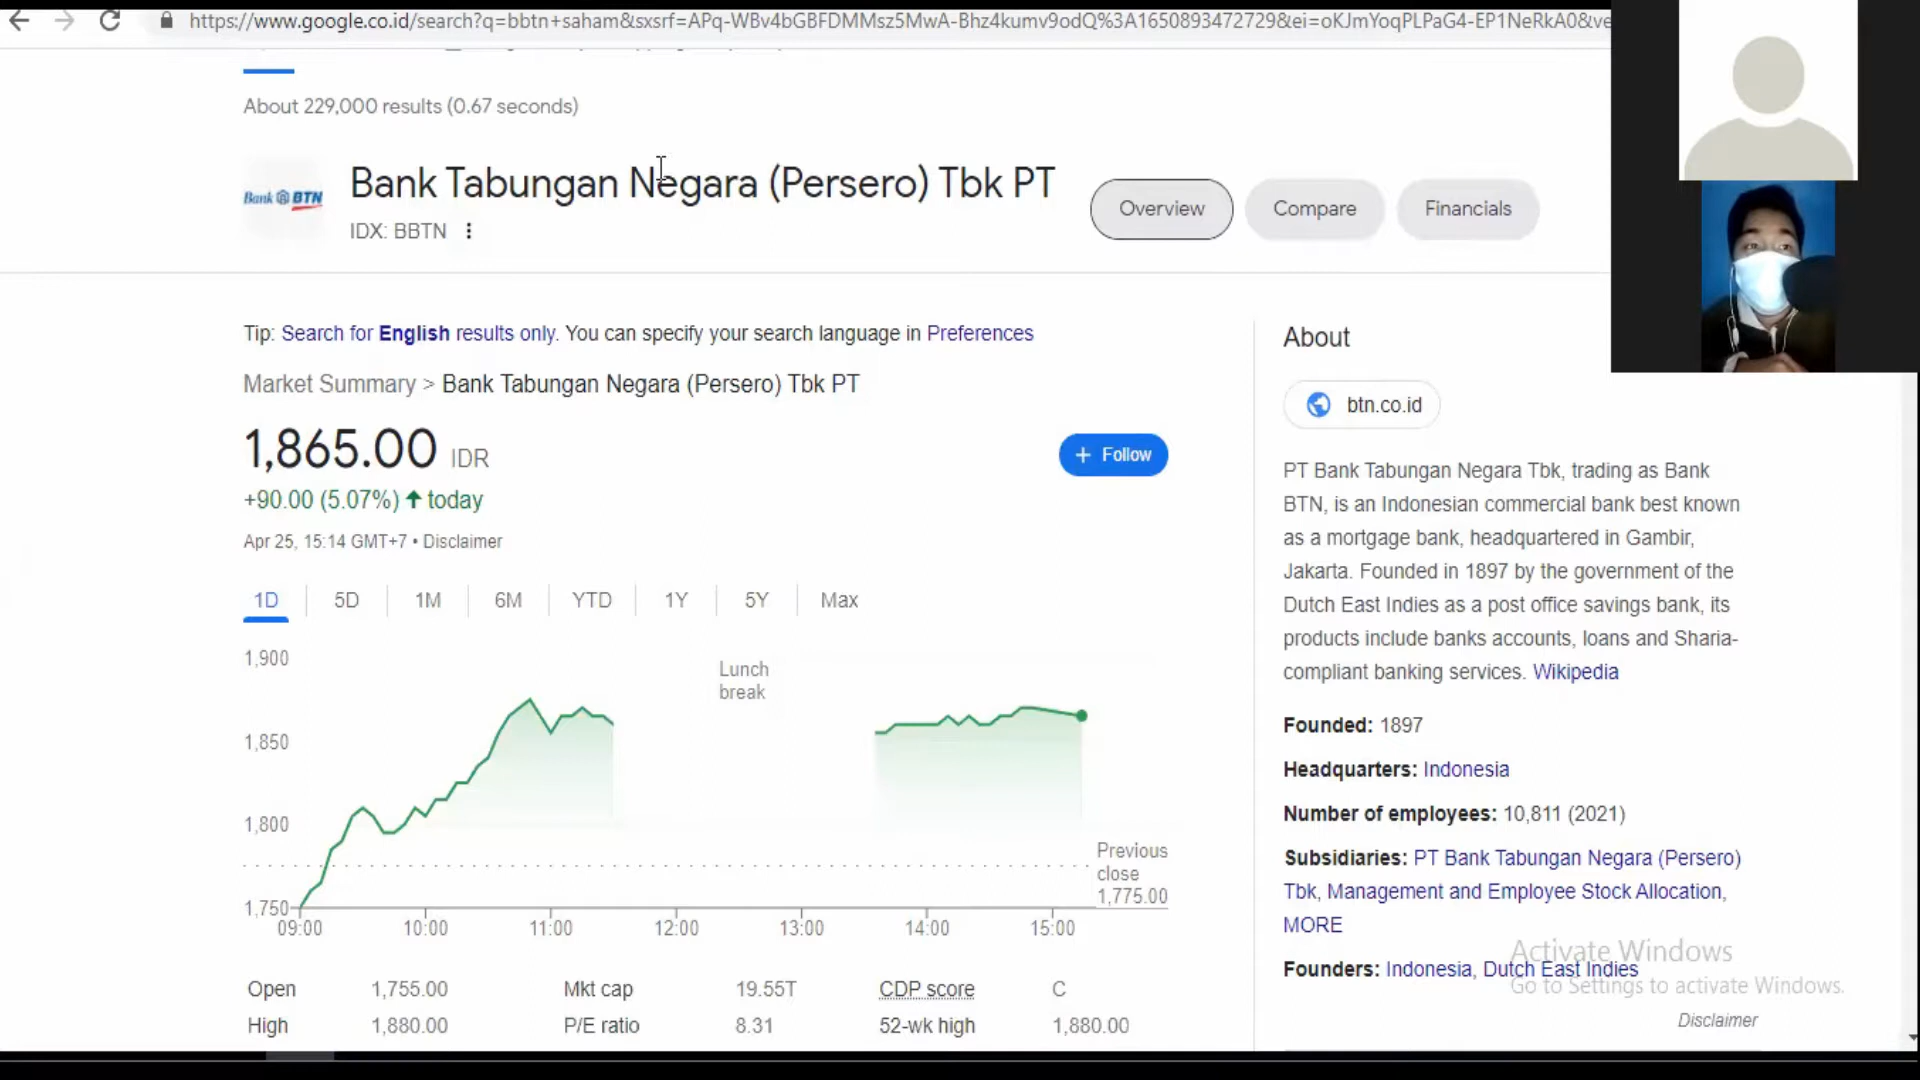 https://www.google.co.id/search?q=bbtn+saham&sxsrf=APq-WBv4bGBFDMMsz5MwA-Bhz4kumv9odQ%3A1650893472729&ei=oKJmYoqPLPaG4-EP1NeRkA0&ve
About 229,000 results (0.67 seconds)
Bank BTN
Bank Tabungan Negara (Persero) Tbk PT
IDX: BBTN
Overview
Compare
Financials
Tip: Search for English results only. You can specify your search language in Preferences
Market Summary > Bank Tabungan Negara (Persero) Tbk PT
1,865.00 IDR
+ Follow
+90.00 (5.07%) ↑ today
Apr 25, 15:14 GMT+7 • Disclaimer
1D 5D 1M 6M YTD 1Y 5Y Max
1,900
1,850
1,800
1,750
Lunch
break
Previous
close
1,775.00
09:00 10:00 11:00 12:00 13:00 14:00 15:00
Open 1,755.00 Mkt cap 19.55T CDP score C
High 1,880.00 P/E ratio 8.31 52-wk high 1,880.00
About
btn.co.id
PT Bank Tabungan Negara Tbk, trading as Bank
BTN, is an Indonesian commercial bank best known
as a mortgage bank, headquartered in Gambir,
Jakarta. Founded in 1897 by the government of the
Dutch East Indies as a post office savings bank, its
products include banks accounts, loans and Sharia-
compliant banking services. Wikipedia
Founded: 1897
Headquarters: Indonesia
Number of employees: 10,811 (2021)
Subsidiaries: PT Bank Tabungan Negara (Persero)
Tbk, Management and Employee Stock Allocation,
MORE
Founders: Indonesia, Dutch East Indies
Activate Windows
Go to Settings to activate Windows.
Disclaimer